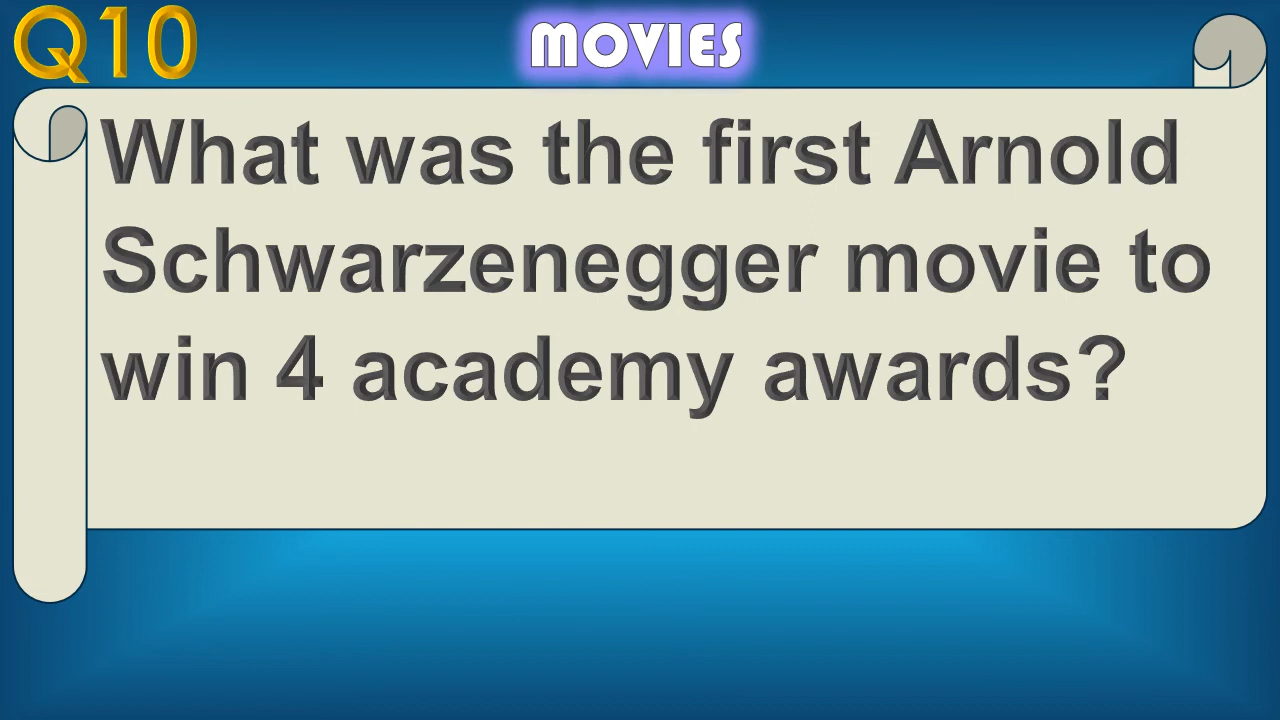 Q10
MOVIES
What was the first Arnold
Schwarzenegger movie to
win 4 academy awards?